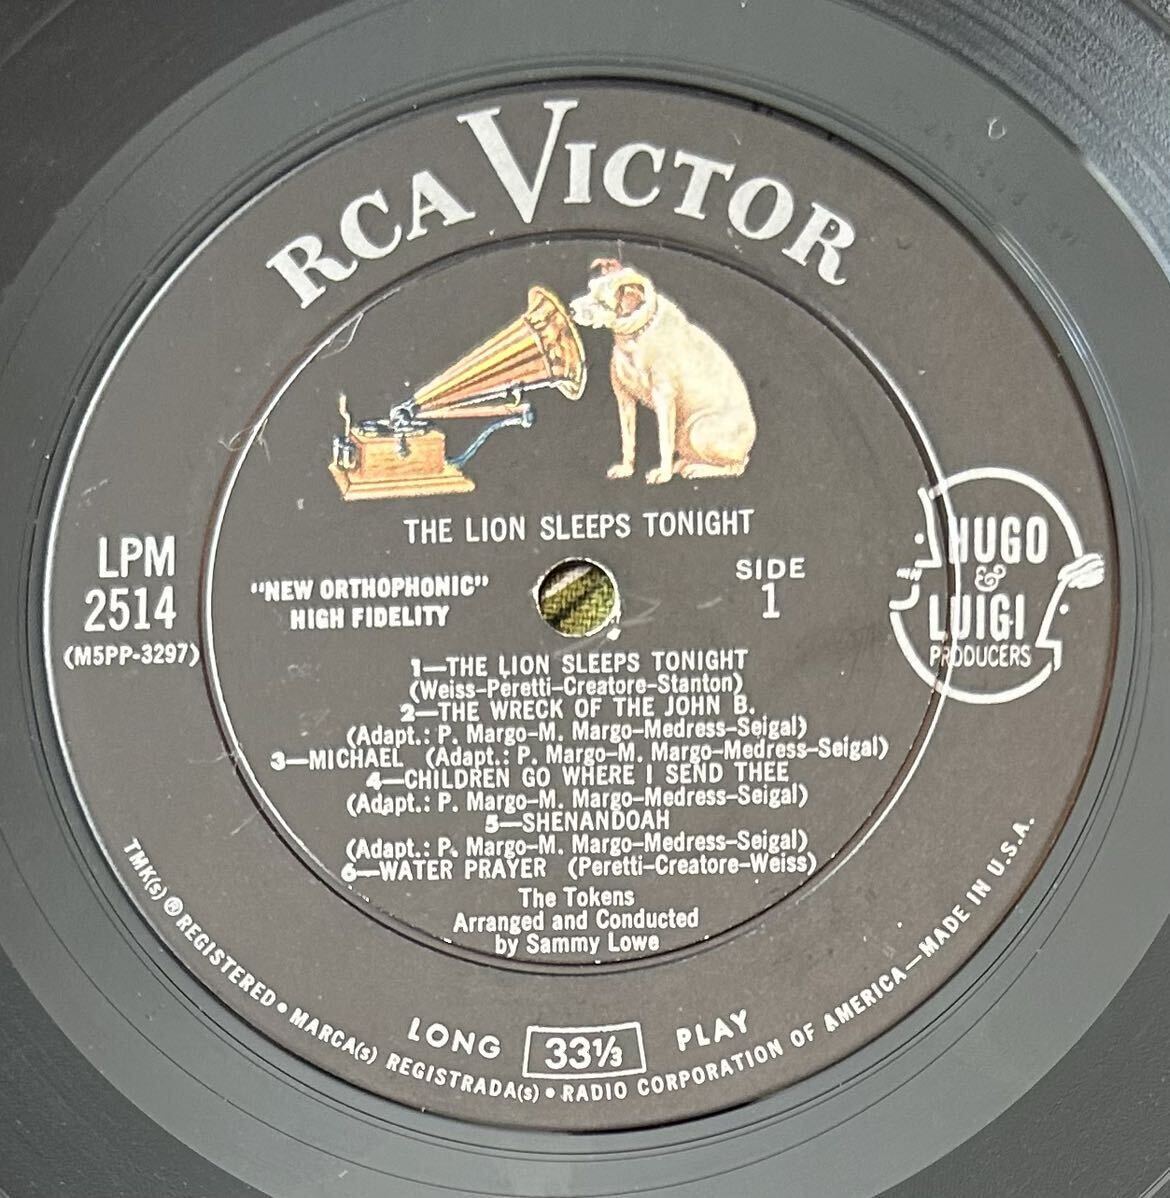 RCA VICTOR
THE LION SLEEPS TONIGHT
LPM
2514
(M5PP-3297)
"NEW ORTHOPHONIC"
HIGH FIDELITY
SIDE
1
HUGO
&
LUIGI
PRODUCERS
1—THE LION SLEEPS TONIGHT
(Weiss-Peretti-Creatore-Stanton)
2—THE WRECK OF THE JOHN B.
(Adapt.: P. Margo-M. Margo-Medress-Seigal)
3—MICHAEL (Adapt.: P. Margo-M. Margo-Medress-Seigal)
4—CHILDREN GO WHERE I SEND THEE
(Adapt.: P. Margo-M. Margo-Medress-Seigal)
5—SHENANDOAH
(Adapt.: P. Margo-M. Margo-Medress-Seigal)
6—WATER PRAYER (Peretti-Creatore-Weiss)
The Tokens
Arranged and Conducted
by Sammy Lowe
LONG 33⅓ PLAY
TMK(s) ® REGISTERED • MARCA(s) REGISTRADA(s) • RADIO CORPORATION OF AMERICA—MADE IN U.S.A.